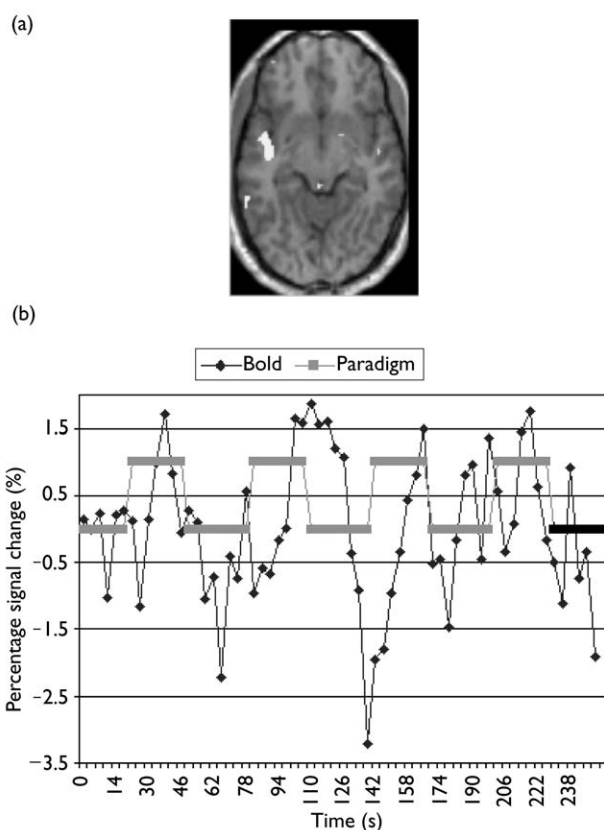 (a)
(b)
Bold Paradigm
1.5
0.5
−0.5
−1.5
−2.5
−3.5
Percentage signal change (%)
0 14 30 46 62 78 94 110 126 142 158 174 190 206 222 238
Time (s)